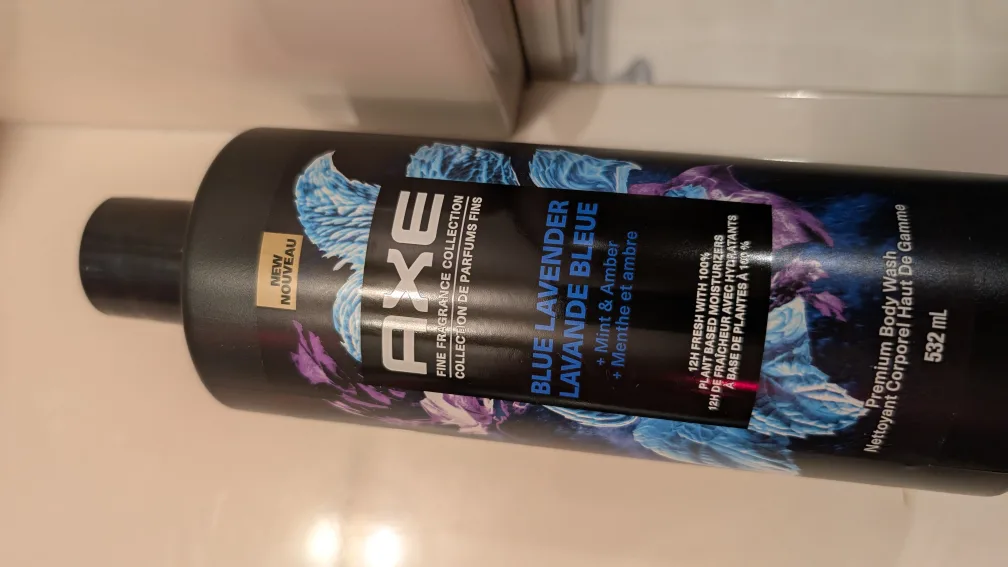 NEW
NOUVEAU
AXE
FINE FRAGRANCE COLLECTION
COLLECTION DE PARFUMS FINS
BLUE LAVENDER
LAVANDE BLEUE
+ Mint & Amber
+ Menthe et ambre
12H FRESH WITH 100%
PLANT BASED MOISTURIZERS
12H DE FRAÎCHEUR AVEC HYDRATANTS
À BASE DE PLANTES À 100 %
Premium Body Wash
Nettoyant Corporel Haut De Gamme
532 mL